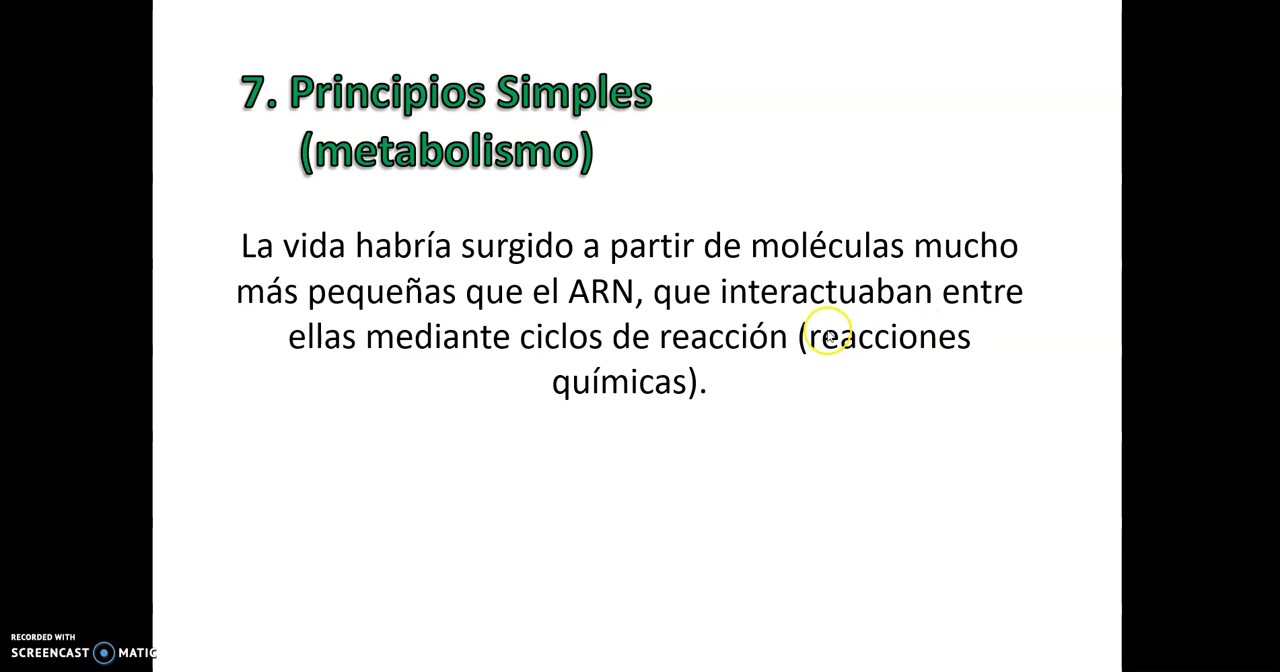 7. Principios Simples
(metabolismo)
La vida habría surgido a partir de moléculas mucho
más pequeñas que el ARN, que interactuaban entre
ellas mediante ciclos de reacción (reacciones
químicas).
RECORDED WITH
SCREENCAST MATIC